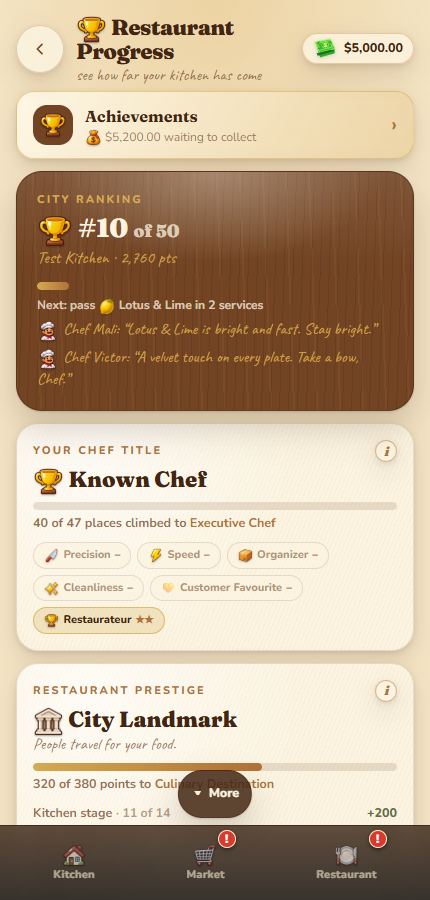 Restaurant
Progress
see how far your kitchen has come
$5,000.00
Achievements
$5,200.00 waiting to collect
CITY RANKING
#10 of 50
Test Kitchen · 2,760 pts
Next: pass 🍋 Lotus & Lime in 2 services
Chef Mali: “Lotus & Lime is bright and fast. Stay bright.”
Chef Victor: “A velvet touch on every plate. Take a bow,
Chef.”
YOUR CHEF TITLE
i
Known Chef
40 of 47 places climbed to Executive Chef
Precision –
Speed –
Organizer –
Cleanliness –
Customer Favourite –
Restaurateur ★★
RESTAURANT PRESTIGE
i
City Landmark
People travel for your food.
320 of 380 points to Culinary Destination
More
Kitchen stage · 11 of 14
+200
Kitchen
!
Market
!
Restaurant